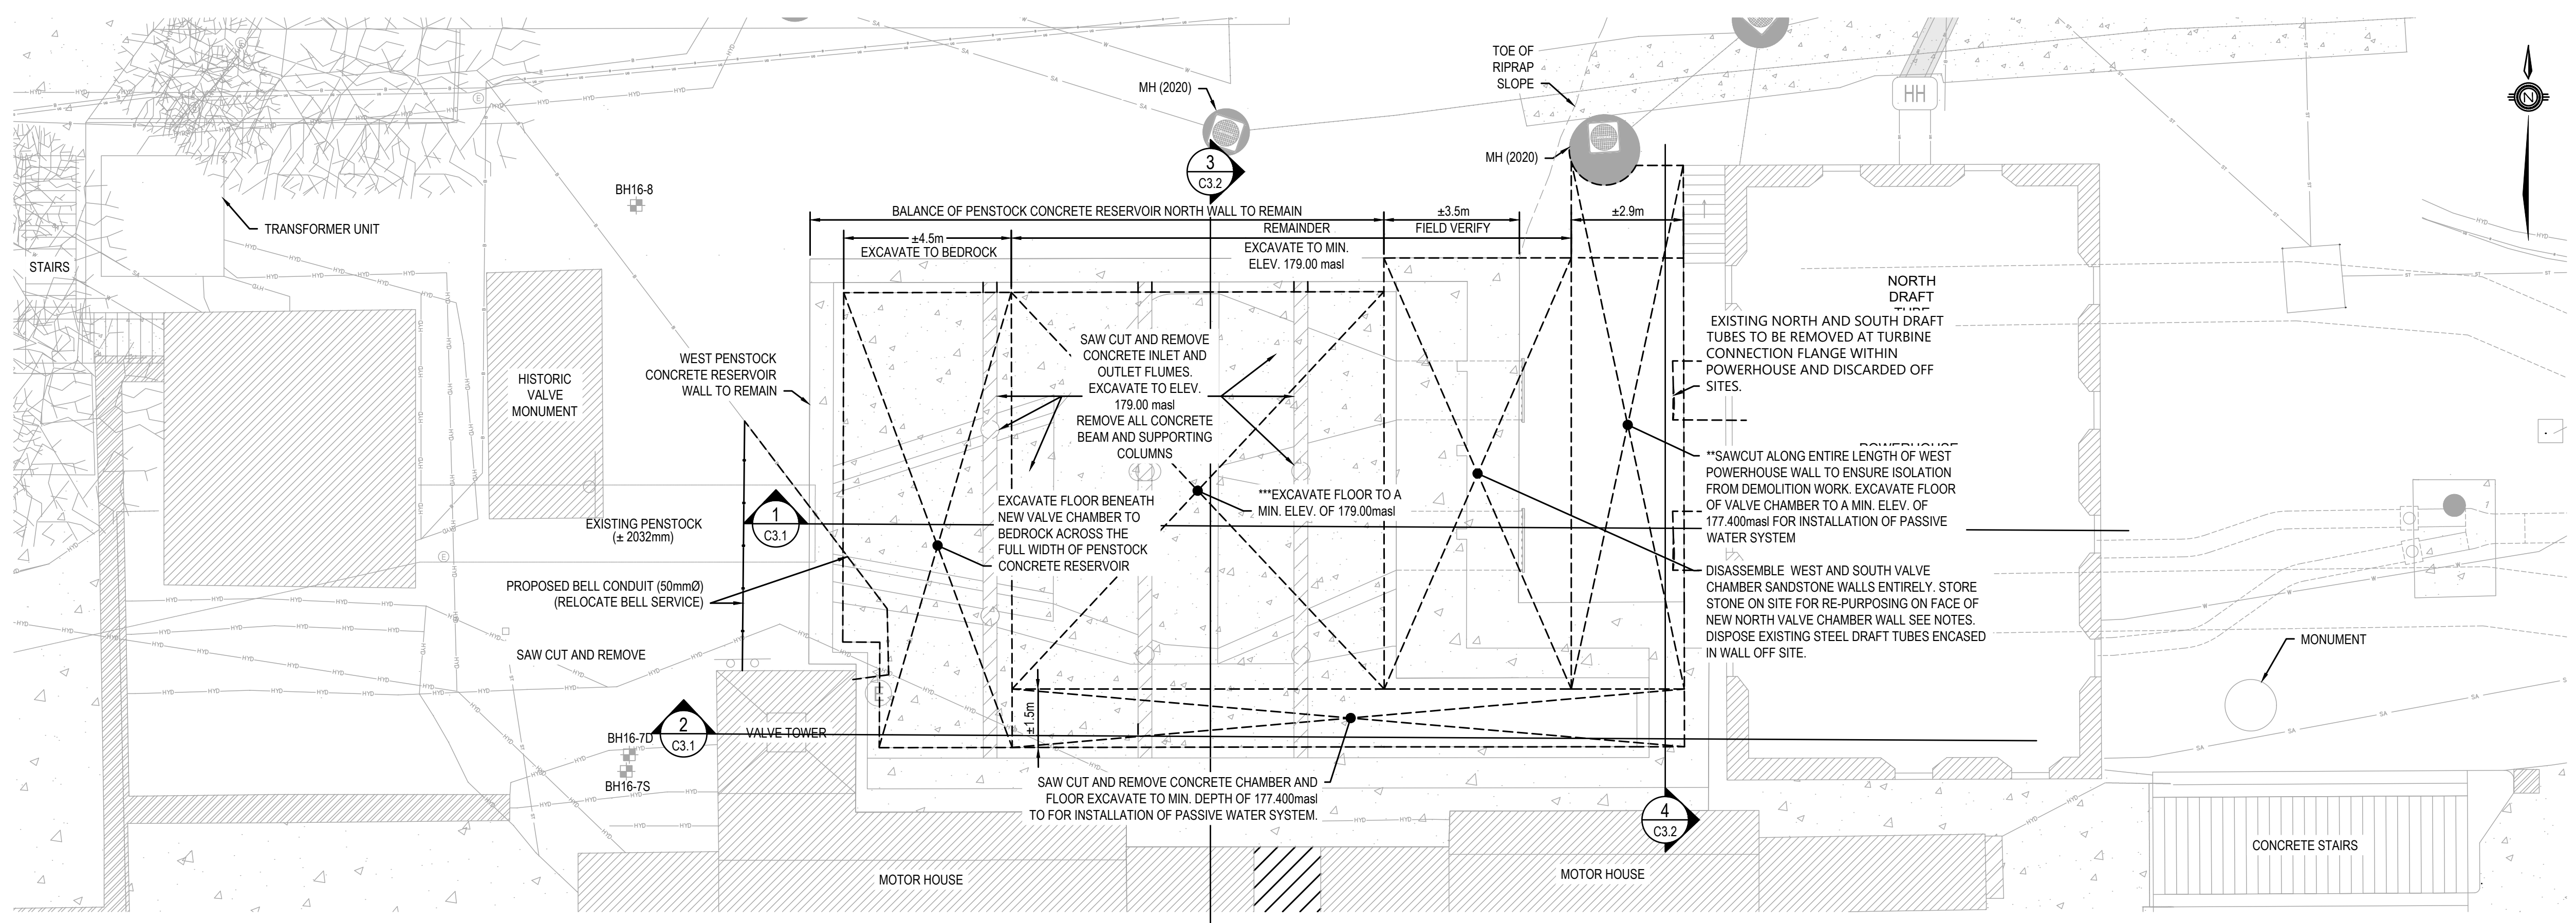 TOE OF
RIPRAP
SLOPE
MH (2020)
HH
N
MH (2020)
3
C3.2
BH16-8
TRANSFORMER UNIT
STAIRS
BALANCE OF PENSTOCK CONCRETE RESERVOIR NORTH WALL TO REMAIN
±3.5m
FIELD VERIFY
±2.9m
±4.5m
EXCAVATE TO BEDROCK
REMAINDER
EXCAVATE TO MIN.
ELEV. 179.00 masl
NORTH
DRAFT
TUBE
EXISTING NORTH AND SOUTH DRAFT
TUBES TO BE REMOVED AT TURBINE
CONNECTION FLANGE WITHIN
POWERHOUSE AND DISCARDED OFF
SITES.
WEST PENSTOCK
CONCRETE RESERVOIR
WALL TO REMAIN
HISTORIC
VALVE
MONUMENT
SAW CUT AND REMOVE
CONCRETE INLET AND
OUTLET FLUMES.
EXCAVATE TO ELEV.
179.00 masl
REMOVE ALL CONCRETE
BEAM AND SUPPORTING
COLUMNS
POWERHOUSE
**SAWCUT ALONG ENTIRE LENGTH OF WEST
POWERHOUSE WALL TO ENSURE ISOLATION
FROM DEMOLITION WORK. EXCAVATE FLOOR
OF VALVE CHAMBER TO A MIN. ELEV. OF
177.400masl FOR INSTALLATION OF PASSIVE
WATER SYSTEM
***EXCAVATE FLOOR TO A
MIN. ELEV. OF 179.00masl
EXCAVATE FLOOR BENEATH
NEW VALVE CHAMBER TO
BEDROCK ACROSS THE
FULL WIDTH OF PENSTOCK
CONCRETE RESERVOIR
1
C3.1
EXISTING PENSTOCK
(± 2032mm)
PROPOSED BELL CONDUIT (50mmØ)
(RELOCATE BELL SERVICE)
DISASSEMBLE WEST AND SOUTH VALVE
CHAMBER SANDSTONE WALLS ENTIRELY. STORE
STONE ON SITE FOR RE-PURPOSING ON FACE OF
NEW NORTH VALVE CHAMBER WALL SEE NOTES.
DISPOSE EXISTING STEEL DRAFT TUBES ENCASED
IN WALL OFF SITE.
MONUMENT
SAW CUT AND REMOVE
±1.5m
2
C3.1
VALVE TOWER
BH16-7D
BH16-7S
SAW CUT AND REMOVE CONCRETE CHAMBER AND
FLOOR EXCAVATE TO MIN. DEPTH OF 177.400masl
TO FOR INSTALLATION OF PASSIVE WATER SYSTEM.
4
C3.2
MOTOR HOUSE
MOTOR HOUSE
CONCRETE STAIRS